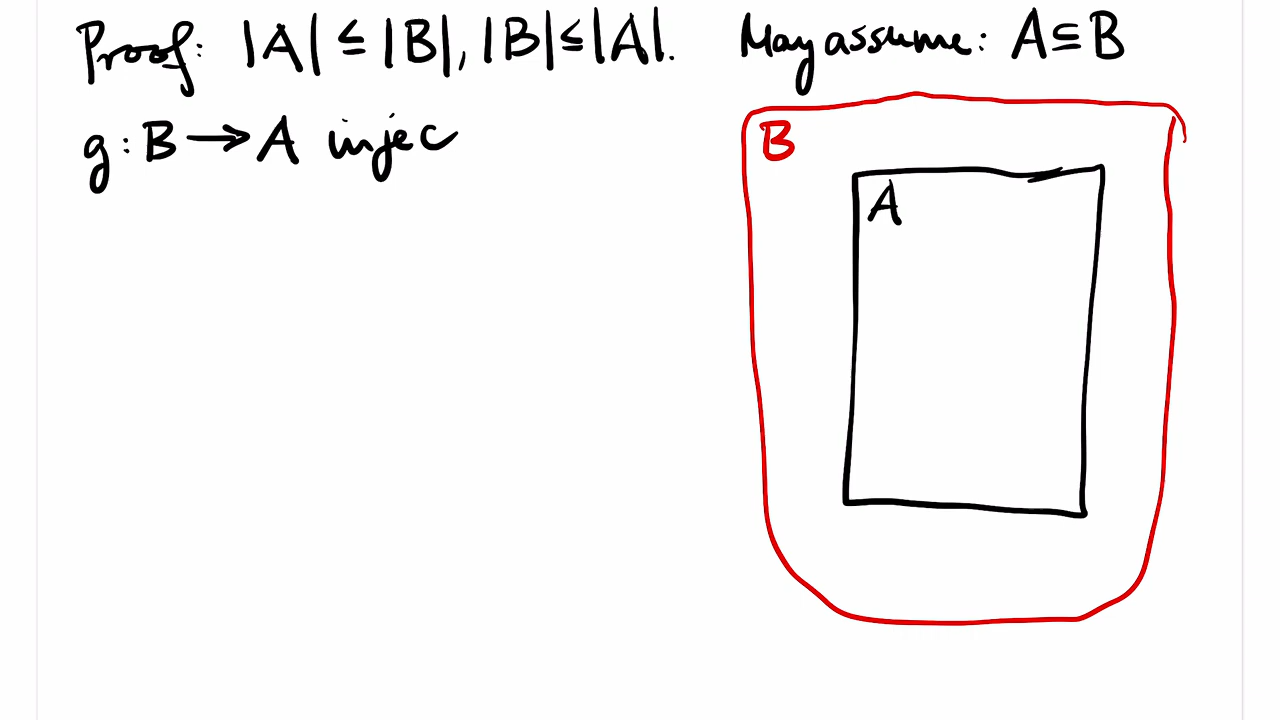 Proof: |A| ≤ |B|, |B| ≤ |A|. May assume: A ⊆ B
g : B → A injec
B
A